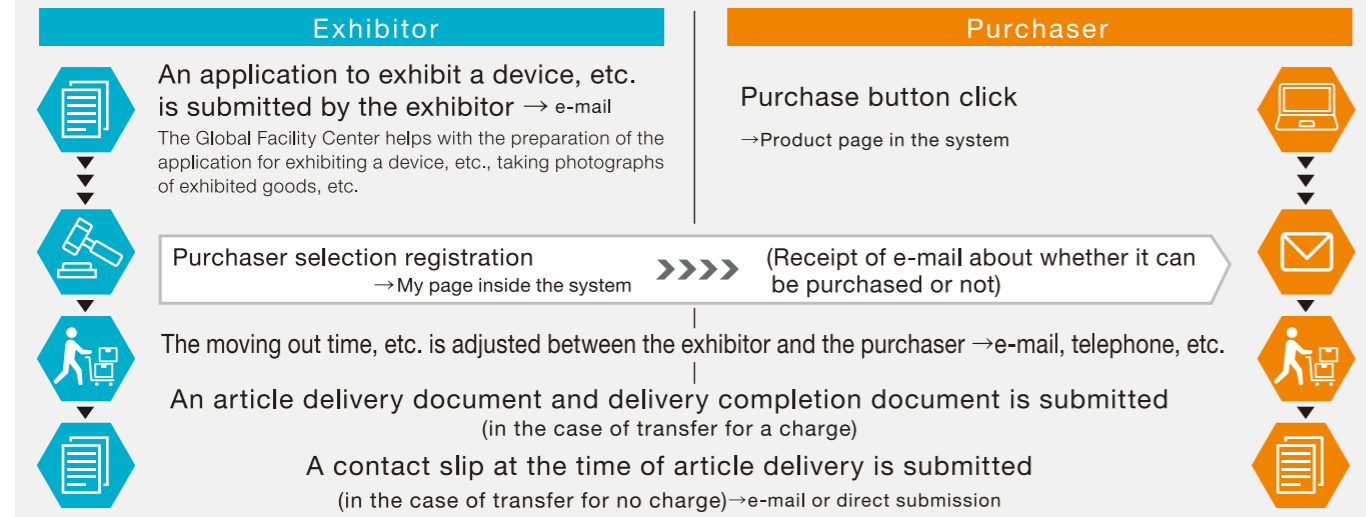 Exhibitor
Purchaser
An application to exhibit a device, etc.
is submitted by the exhibitor → e-mail
The Global Facility Center helps with the preparation of the
application for exhibiting a device, etc., taking photographs
of exhibited goods, etc.
Purchase button click
→Product page in the system
Purchaser selection registration
→My page inside the system
(Receipt of e-mail about whether it can
be purchased or not)
The moving out time, etc. is adjusted between the exhibitor and the purchaser →e-mail, telephone, etc.
An article delivery document and delivery completion document is submitted
(in the case of transfer for a charge)
A contact slip at the time of article delivery is submitted
(in the case of transfer for no charge)→e-mail or direct submission